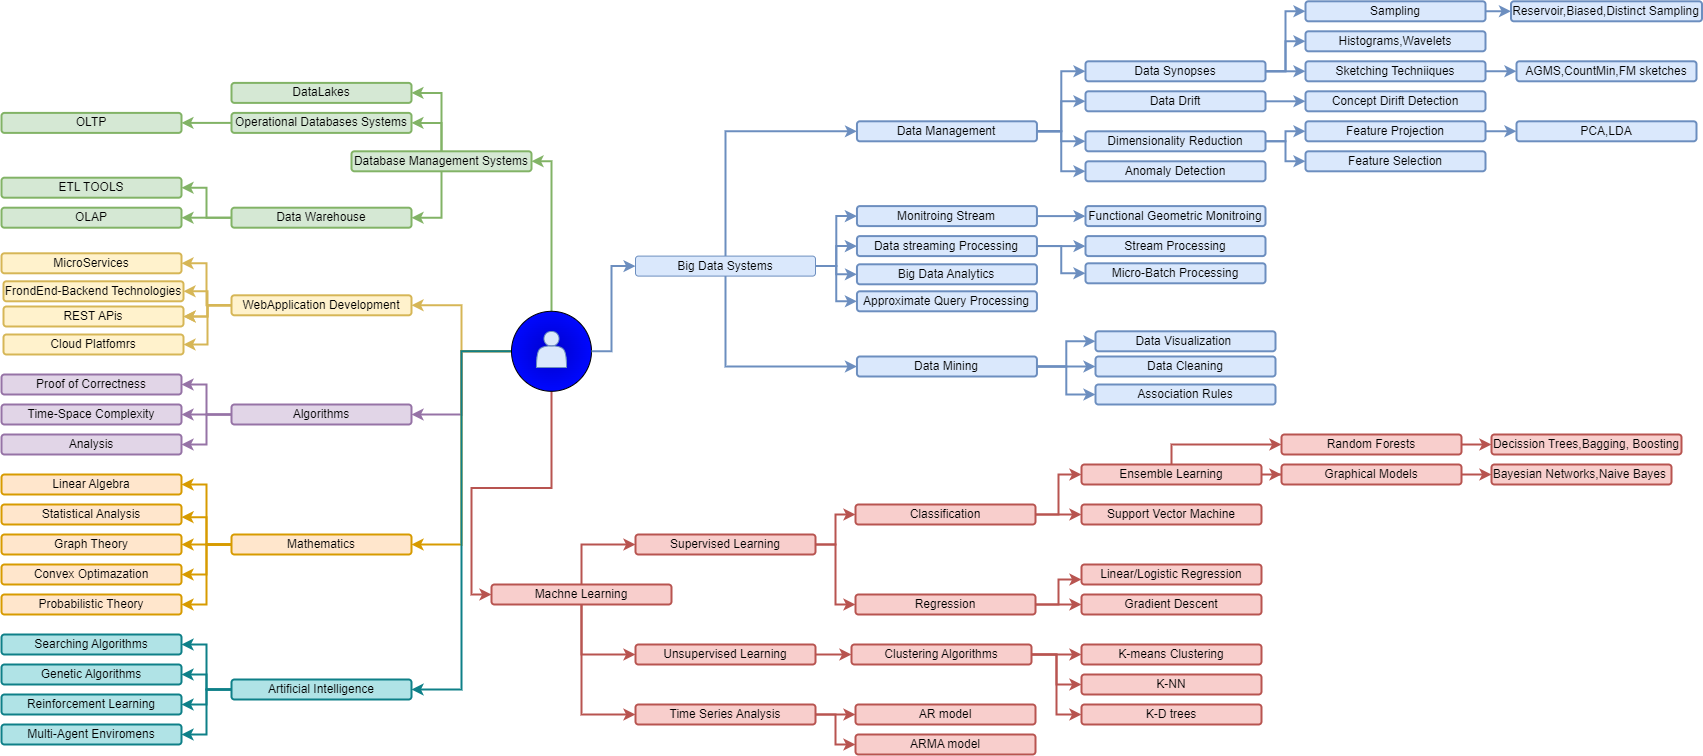 DataLakes
OLTP
Operational Databases Systems
Database Management Systems
ETL TOOLS
OLAP
Data Warehouse
MicroServices
FrondEnd-Backend Technologies
WebApplication Development
REST APis
Cloud Platfomrs
Proof of Correctness
Time-Space Complexity
Algorithms
Analysis
Linear Algebra
Statistical Analysis
Graph Theory
Mathematics
Convex Optimazation
Probabilistic Theory
Searching Algorithms
Genetic Algorithms
Artificial Intelligence
Reinforcement Learning
Multi-Agent Enviromens
Big Data Systems
Data Management
Data Synopses
Sampling
Reservoir,Biased,Distinct Sampling
Histograms,Wavelets
Sketching Techniiques
AGMS,CountMin,FM sketches
Data Drift
Concept Dirift Detection
Dimensionality Reduction
Feature Projection
PCA,LDA
Feature Selection
Anomaly Detection
Monitroing Stream
Functional Geometric Monitroing
Data streaming Processing
Stream Processing
Micro-Batch Processing
Big Data Analytics
Approximate Query Processing
Data Mining
Data Visualization
Data Cleaning
Association Rules
Machne Learning
Supervised Learning
Classification
Ensemble Learning
Random Forests
Decission Trees,Bagging, Boosting
Graphical Models
Bayesian Networks,Naive Bayes
Support Vector Machine
Regression
Linear/Logistic Regression
Gradient Descent
Unsupervised Learning
Clustering Algorithms
K-means Clustering
K-NN
K-D trees
Time Series Analysis
AR model
ARMA model